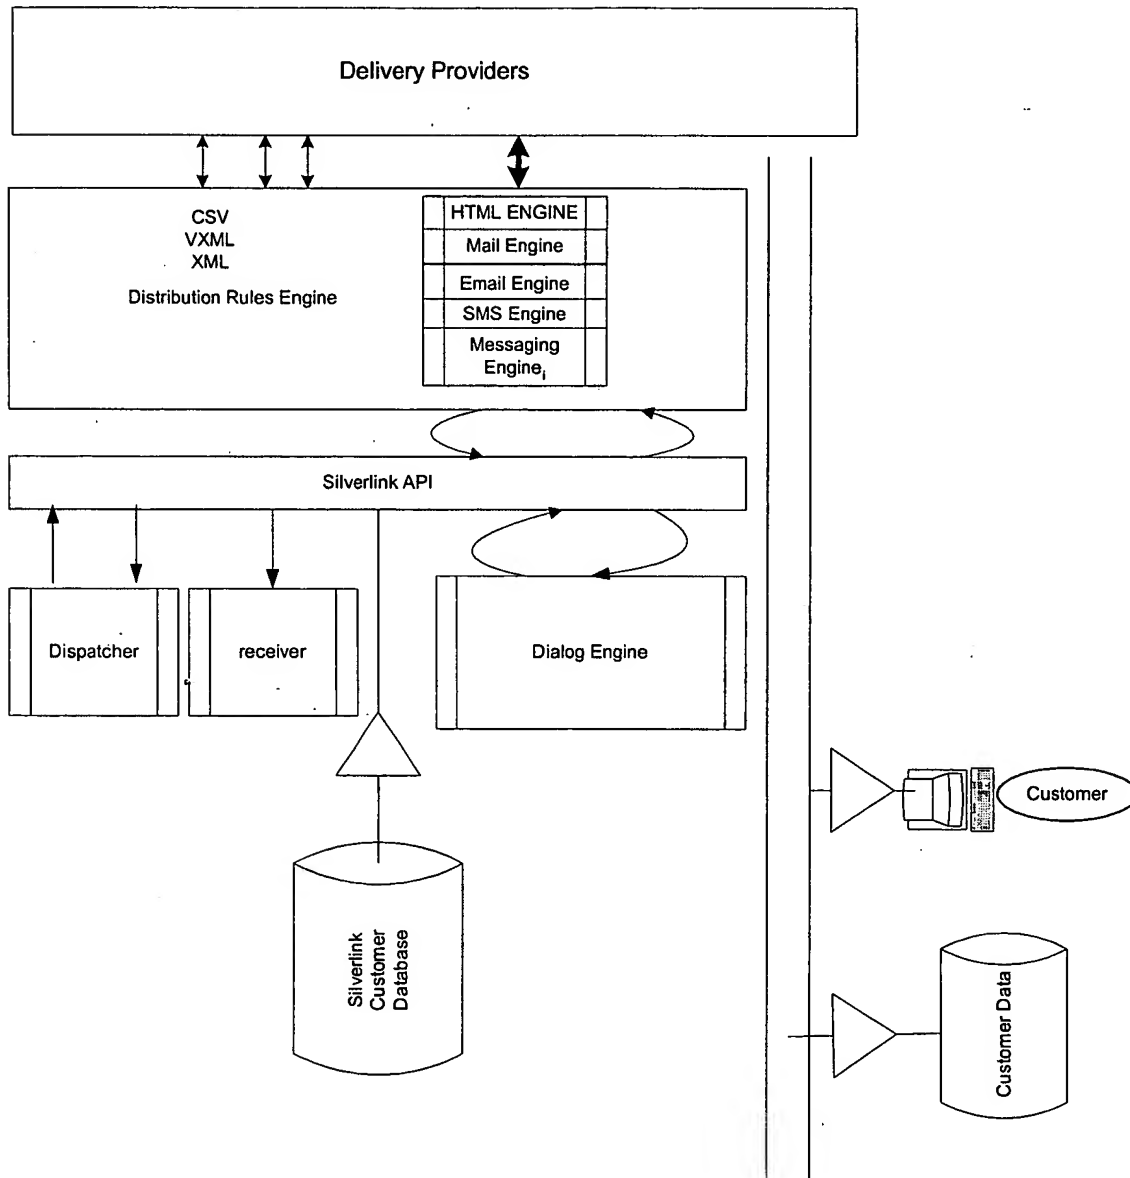 Delivery Providers
CSV
VXML
XML
Distribution Rules Engine
HTML ENGINE
Mail Engine
Email Engine
SMS Engine
Messaging
Engine i
Silverlink API
Dispatcher
receiver
Dialog Engine
Customer
Silverlink
Customer
Database
Customer Data